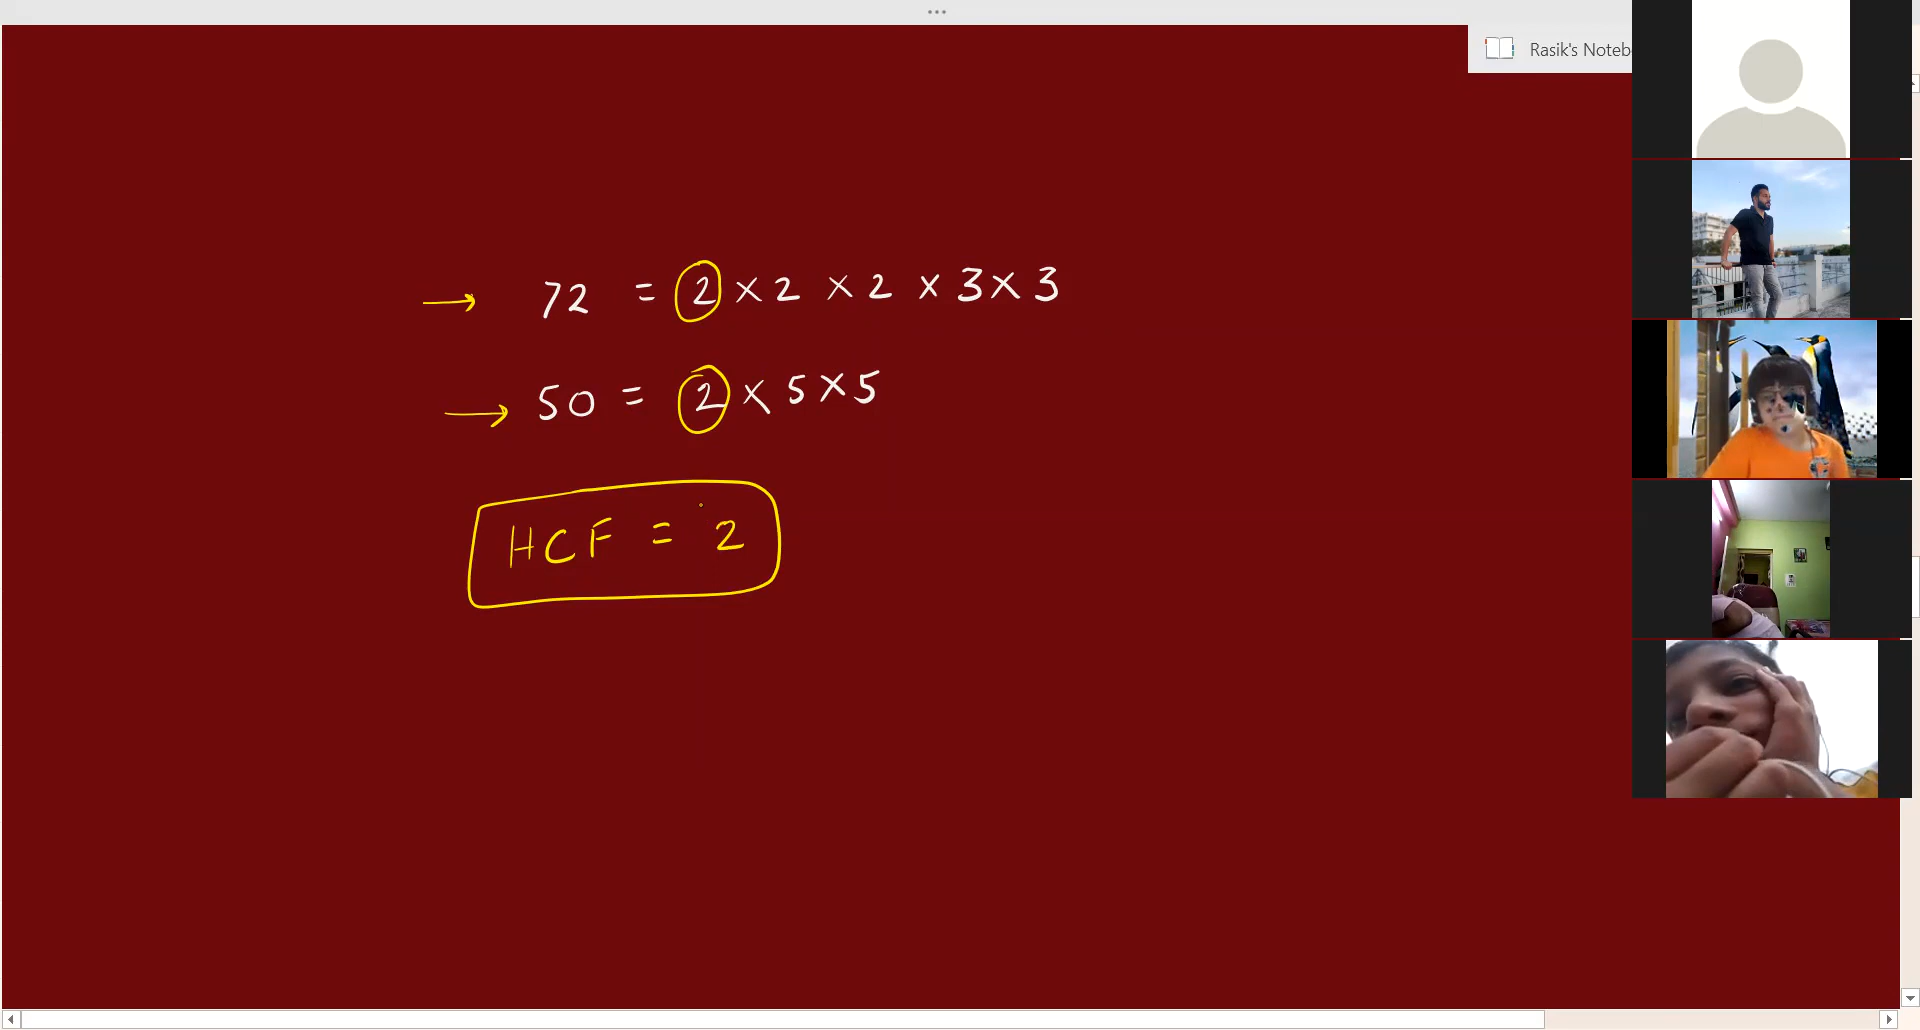 Rasik's Noteb
72 = 2 × 2 × 2 × 3 × 3
50 = 2 × 5 × 5
HCF = 2